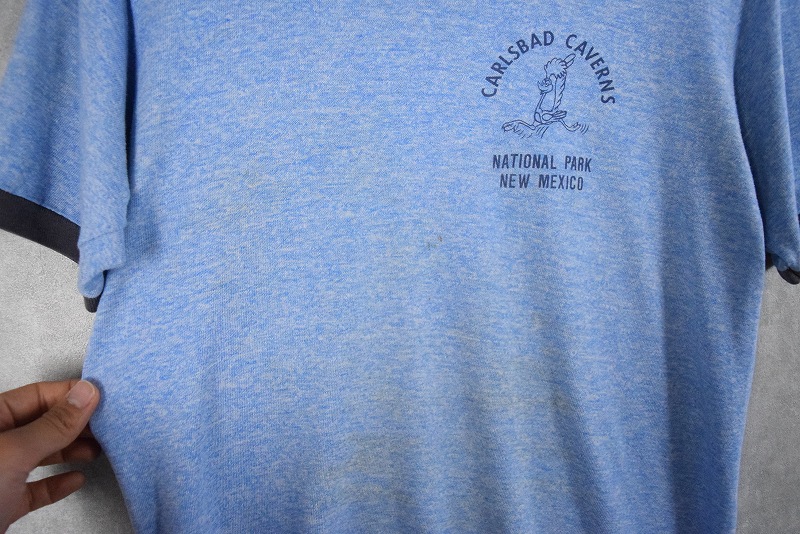 CARLSBAD CAVERNS
NATIONAL PARK
NEW MEXICO